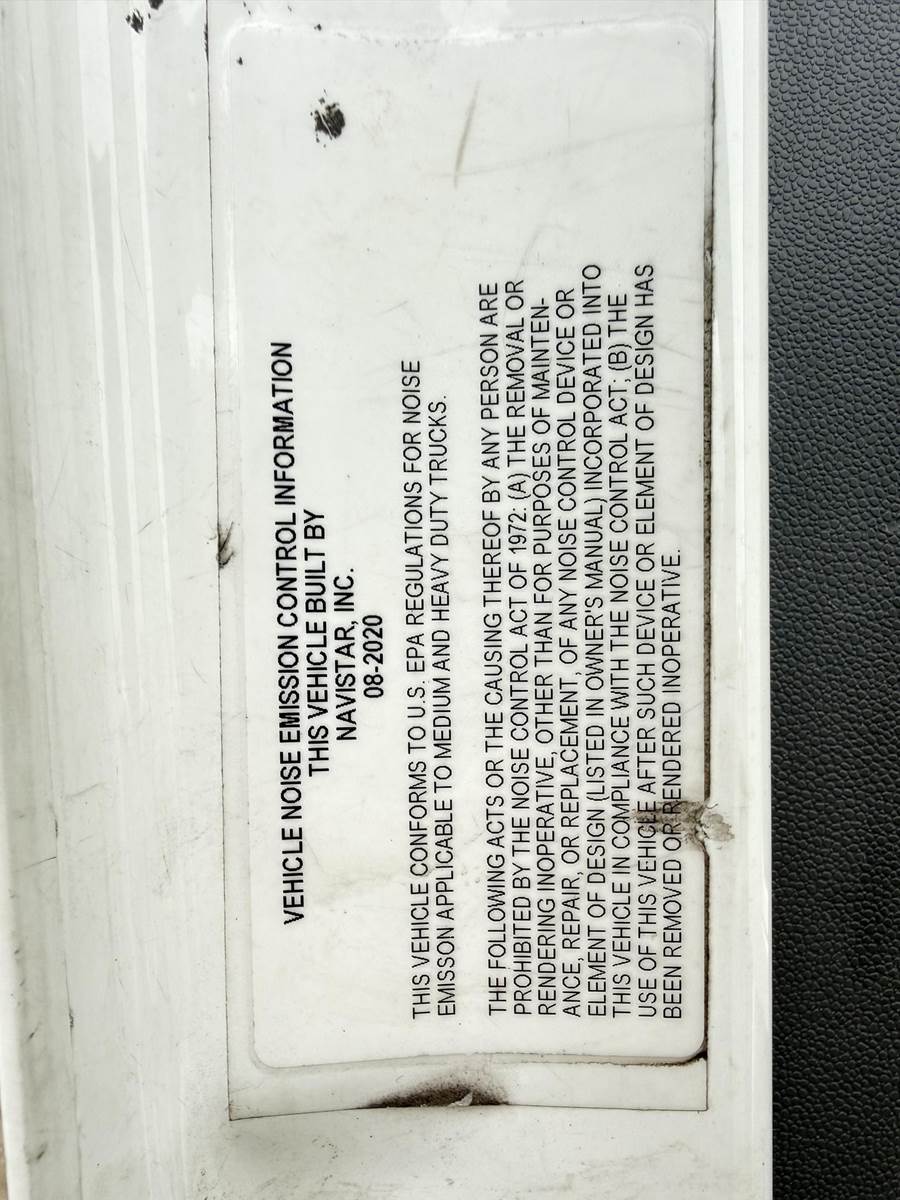 VEHICLE NOISE EMISSION CONTROL INFORMATION
THIS VEHICLE BUILT BY
NAVISTAR, INC.
08-2020
THIS VEHICLE CONFORMS TO U.S. EPA REGULATIONS FOR NOISE
EMISSON APPLICABLE TO MEDIUM AND HEAVY DUTY TRUCKS.
THE FOLLOWING ACTS OR THE CAUSING THEREOF BY ANY PERSON ARE
PROHIBITED BY THE NOISE CONTROL ACT OF 1972: (A) THE REMOVAL OR
RENDERING INOPERATIVE, OTHER THAN FOR PURPOSES OF MAINTEN-
ANCE, REPAIR, OR REPLACEMENT, OF ANY NOISE CONTROL DEVICE OR
ELEMENT OF DESIGN (LISTED IN OWNER'S MANUAL) INCORPORATED INTO
THIS VEHICLE IN COMPLIANCE WITH THE NOISE CONTROL ACT; (B) THE
USE OF THIS VEHICLE AFTER SUCH DEVICE OR ELEMENT OF DESIGN HAS
BEEN REMOVED OR RENDERED INOPERATIVE.